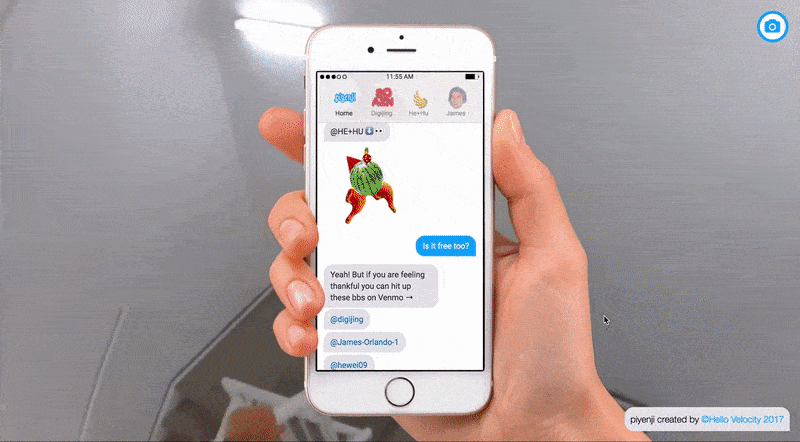 11:55 AM
piyenji
Home
Digijing
He+Hu
James
@HE+HU ⬇️ 👀
Is it free too?
Yeah! But if you are feeling
thankful you can hit up
these bbs on Venmo →
@digijing
@James-Orlando-1
@hewei09
piyenji created by ©Hello Velocity 2017